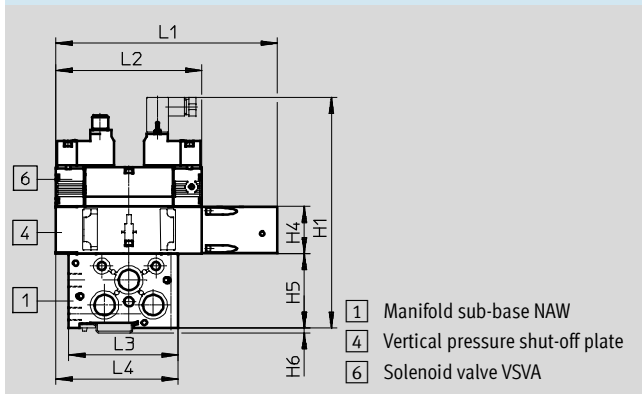 L1
L2
6
4
1
H4
H5
H1
H6
L3
L4
1 Manifold sub-base NAW
4 Vertical pressure shut-off plate
6 Solenoid valve VSVA